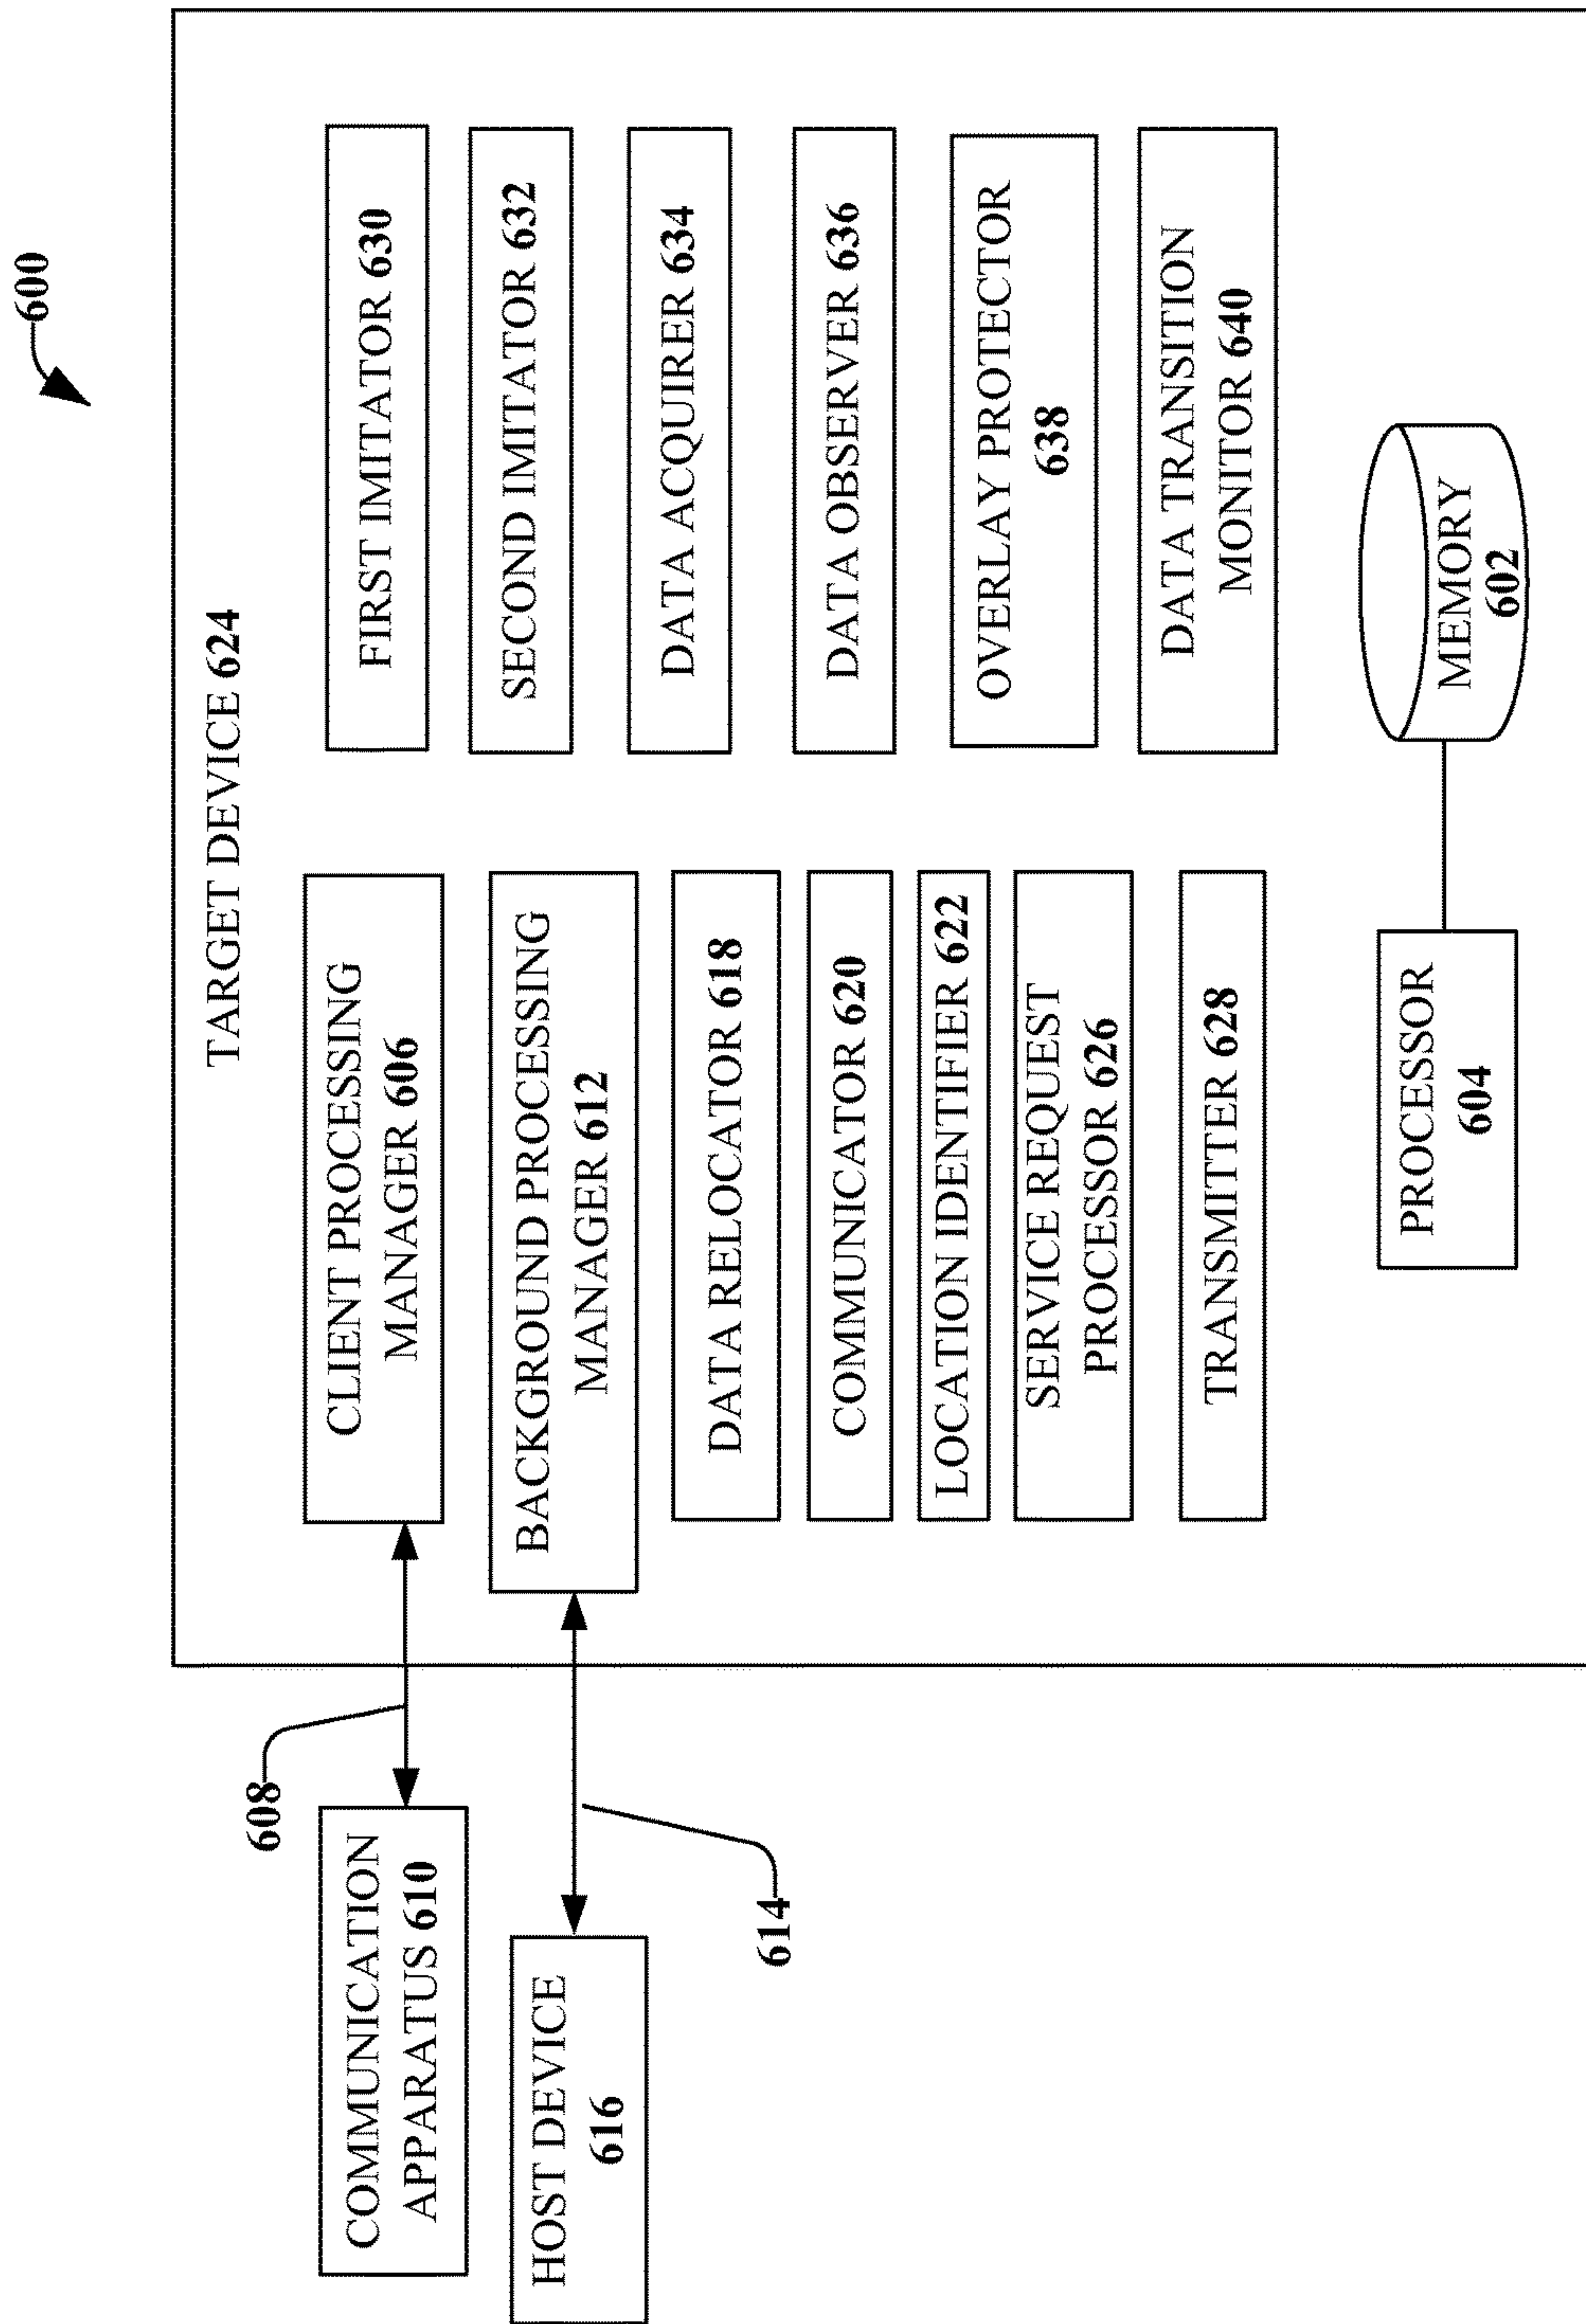 600
TARGET DEVICE 624
COMMUNICATION
APPARATUS 610
608
CLIENT PROCESSING
MANAGER 606
HOST DEVICE
616
614
BACKGROUND PROCESSING
MANAGER 612
DATA RELOCATOR 618
COMMUNICATOR 620
LOCATION IDENTIFIER 622
SERVICE REQUEST
PROCESSOR 626
TRANSMITTER 628
FIRST IMITATOR 630
SECOND IMITATOR 632
DATA ACQUIRER 634
DATA OBSERVER 636
OVERLAY PROTECTOR
638
DATA TRANSITION
MONITOR 640
PROCESSOR
604
MEMORY
602